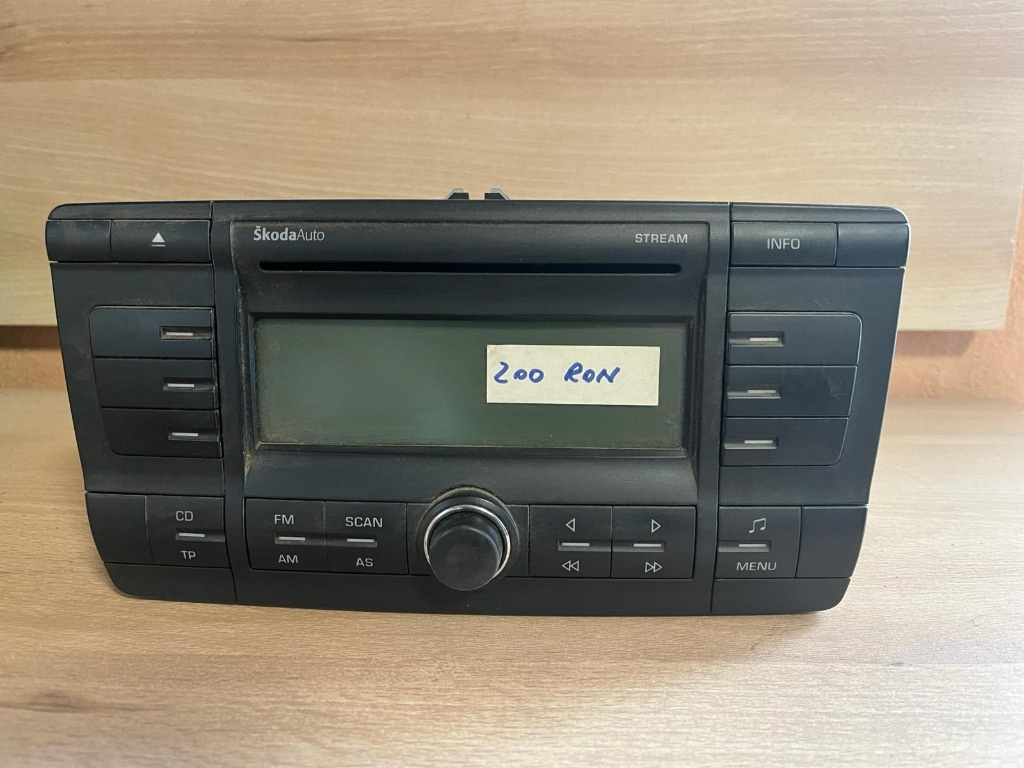 ŠkodaAuto
STREAM
INFO
200 RON
CD
TP
FM
AM
SCAN
AS
MENU